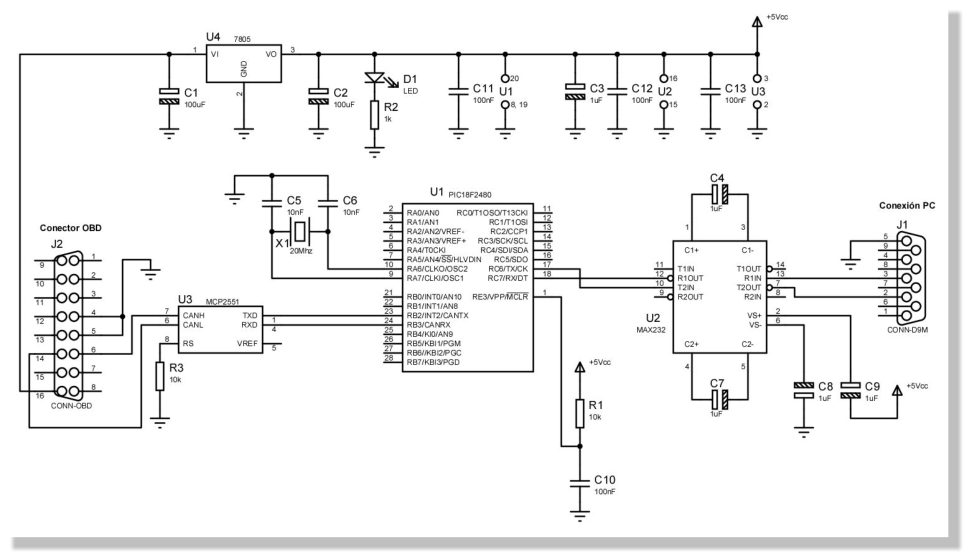 +5Vcc
U4
7805
1
VI
VO
3
GND
2
C1
100uF
C2
100uF
D1
LED
R2
1k
C11
100nF
20
U1
8, 19
C3
1uF
C12
100nF
16
U2
15
C13
100nF
3
U3
2
C5
10nF
C6
10nF
X1
20Mhz
U1
PIC18F2480
2
3
4
5
6
7
10
9
RA0/AN0
RA1/AN1
RA2/AN2/VREF-
RA3/AN3/VREF+
RA4/T0CKI
RA5/AN4/SS/HLVDIN
RA6/CLKO/OSC2
RA7/CLKI/OSC1
21
22
23
24
25
26
27
28
RB0/INT0/AN10
RB1/INT1/AN8
RB2/INT2/CANTX
RB3/CANRX
RB4/KI0/AN9
RB5/KBI1/PGM
RB6/KBI2/PGC
RB7/KBI3/PGD
RC0/T1OSO/T13CKI
RC1/T1OSI
RC2/CCP1
RC3/SCK/SCL
RC4/SDI/SDA
RC5/SDO
RC6/TX/CK
RC7/RX/DT
RE3/VPP/MCLR
11
12
13
14
15
16
17
18
1
Conector OBD
J2
9
10
11
12
13
14
15
16
1
2
3
4
5
6
7
8
CONN-OBD
U3
MCP2551
7
6
8
CANH
CANL
RS
TXD
RXD
VREF
1
4
5
R3
10k
+5Vcc
R1
10k
C10
100nF
C4
1uF
1
3
C1+
C1-
11
12
10
9
T1IN
R1OUT
T2IN
R2OUT
T1OUT
R1IN
T2OUT
R2IN
14
13
7
8
VS+
VS-
2
6
U2
MAX232
C2+
C2-
4
5
C7
1uF
C8
1uF
C9
1uF
+5Vcc
Conexión PC
J1
5
9
4
8
3
7
2
6
1
CONN-D9M